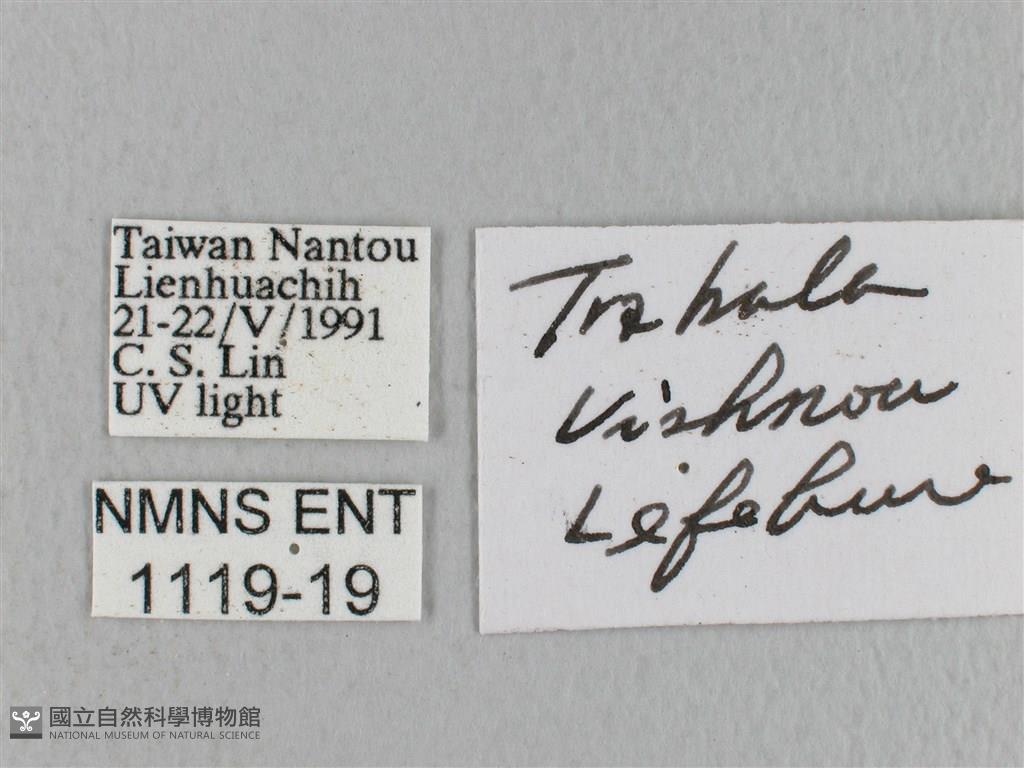 Taiwan Nantou
Lienhuachih
21-22/V/1991
C. S. Lin
UV light
NMNS ENT
1119-19
Trabala
Vishnou
Lefebure
國立自然科學博物館
NATIONAL MUSEUM OF NATURAL SCIENCE